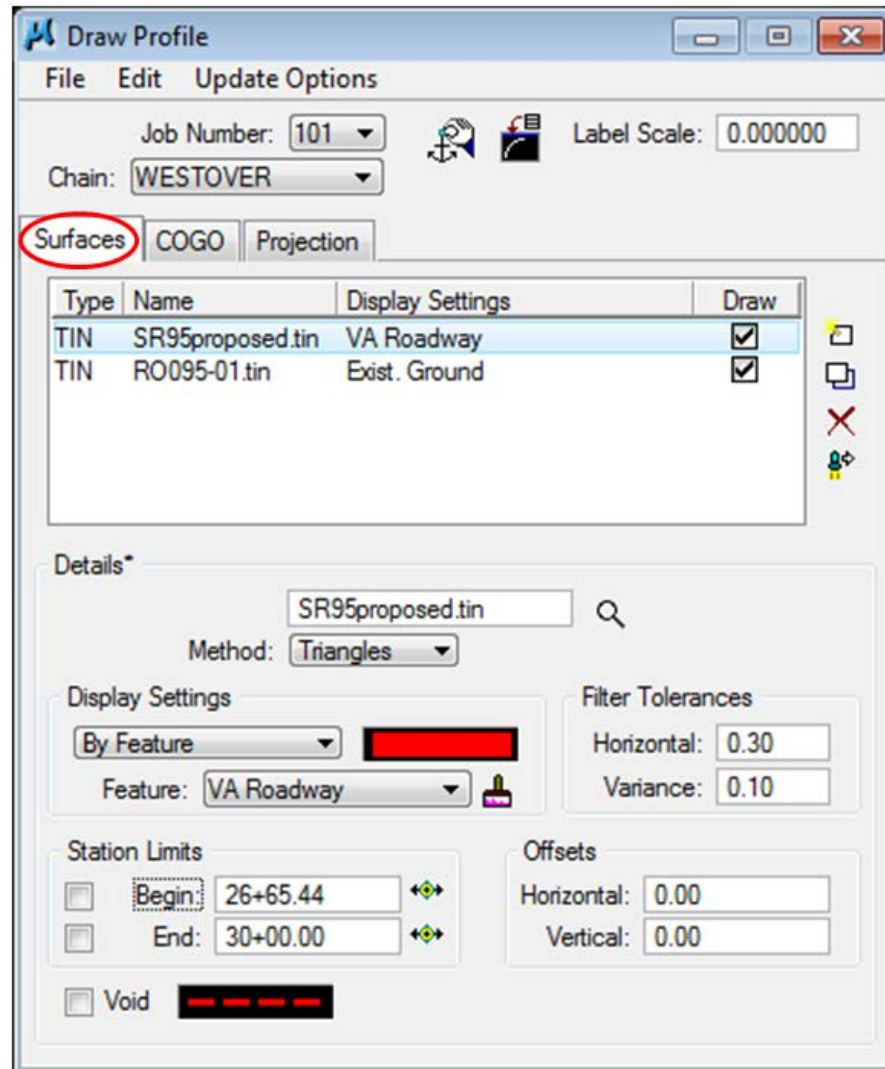 Draw Profile
File Edit Update Options
Job Number: 101 Label Scale: 0.000000
Chain: WESTOVER
Surfaces COGO Projection
Type Name Display Settings Draw
TIN SR95proposed.tin VA Roadway
TIN RO095-01.tin Exist. Ground
Details*
SR95proposed.tin
Method: Triangles
Display Settings Filter Tolerances
By Feature Horizontal: 0.30
Feature: VA Roadway Variance: 0.10
Station Limits Offsets
Begin: 26+65.44 Horizontal: 0.00
End: 30+00.00 Vertical: 0.00
Void